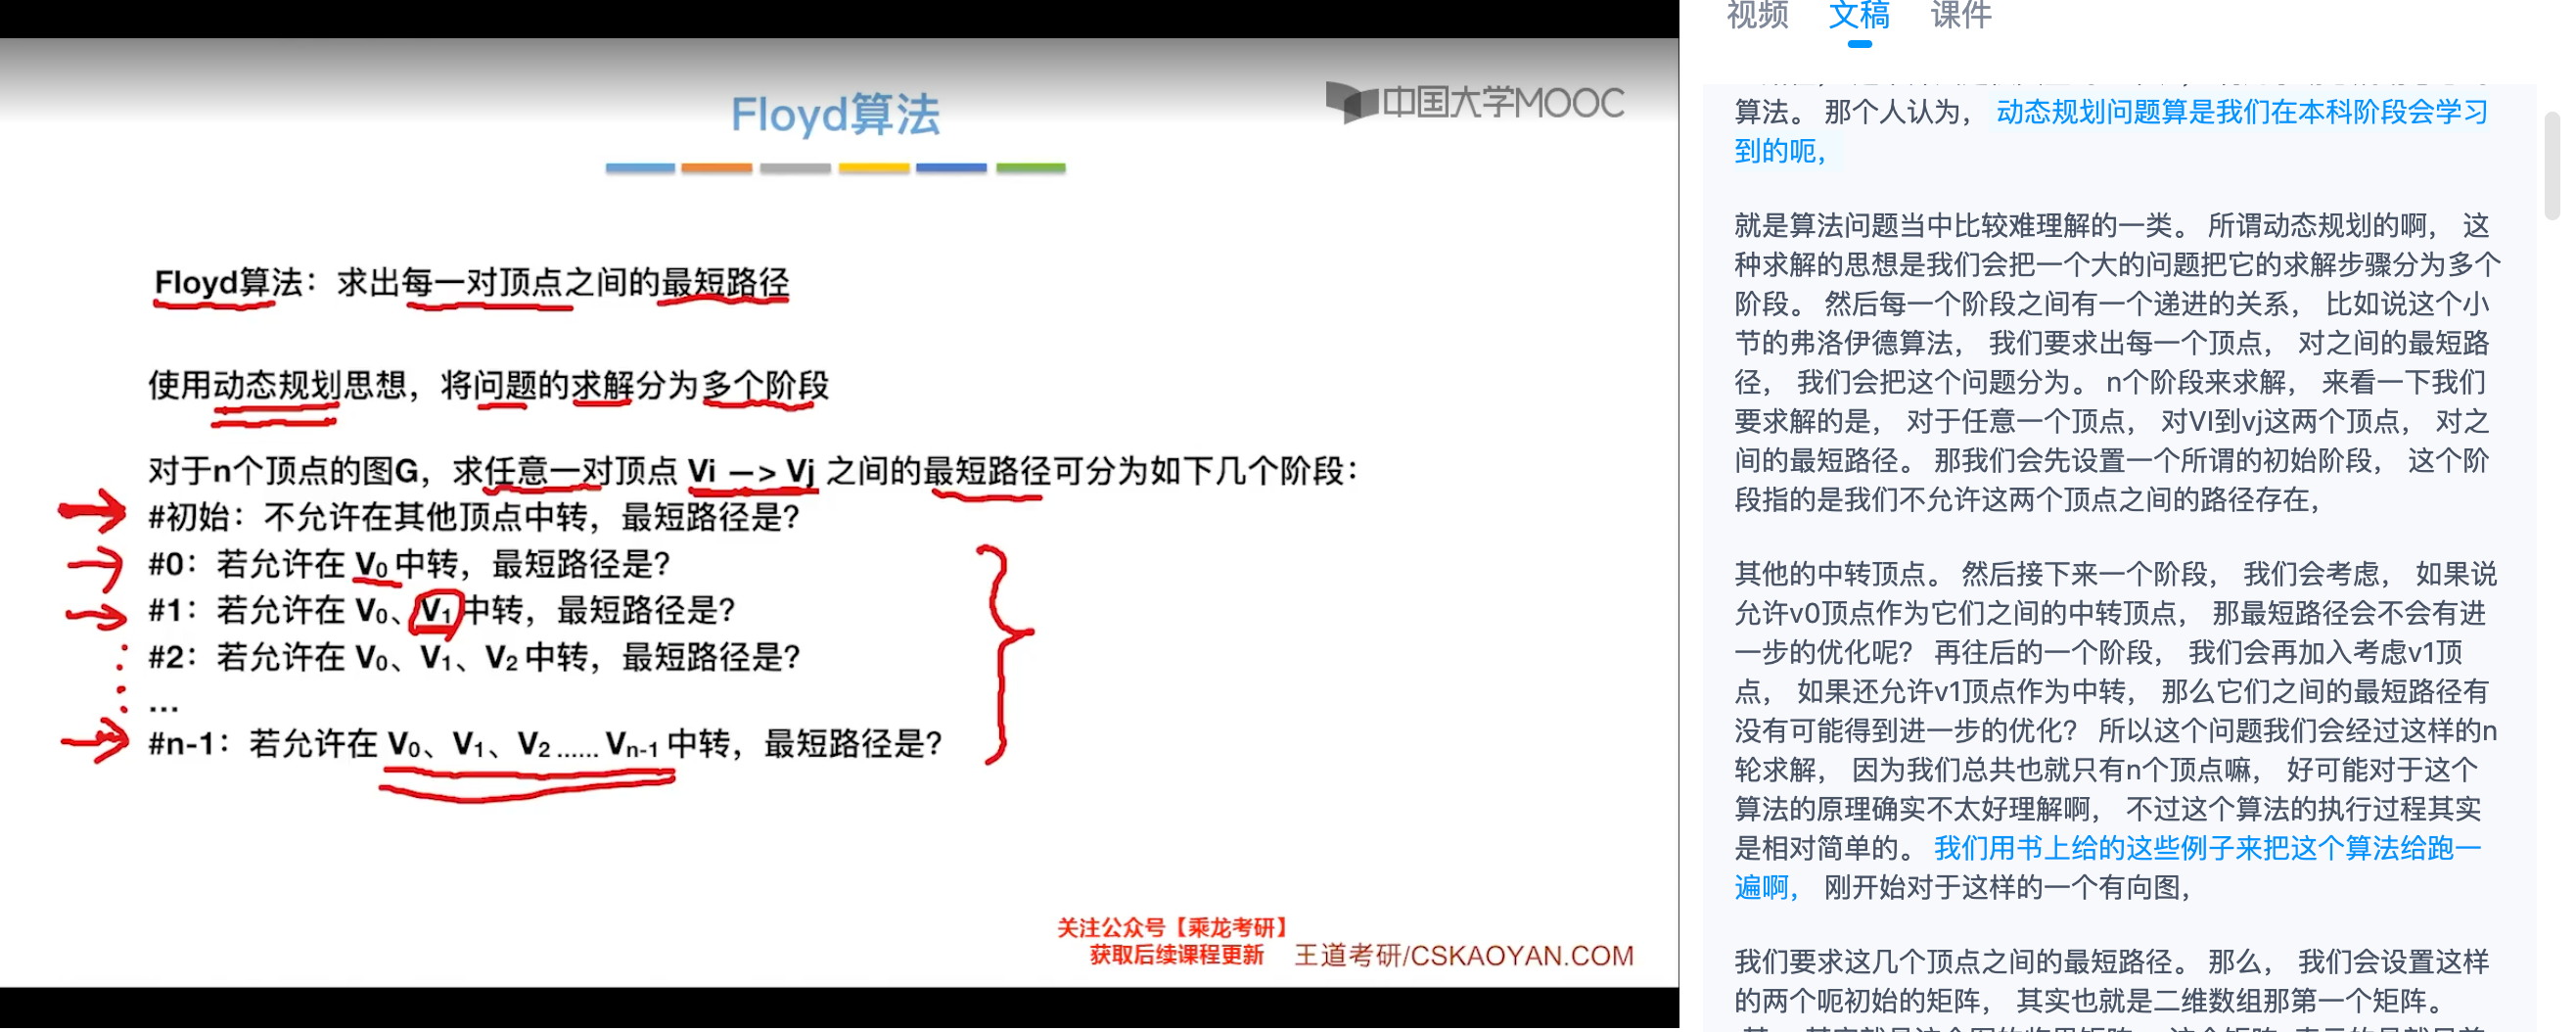 Floyd算法
中国大学MOOC
Floyd算法：求出每一对顶点之间的最短路径
使用动态规划思想，将问题的求解分为多个阶段
对于n个顶点的图G，求任意一对顶点 Vi —> Vj 之间的最短路径可分为如下几个阶段：
#初始：不允许在其他顶点中转，最短路径是?
#0：若允许在 V0 中转，最短路径是?
#1：若允许在 V0、V1 中转，最短路径是?
#2：若允许在 V0、V1、V2 中转，最短路径是?
...
#n-1：若允许在 V0、V1、V2 ...... Vn-1 中转，最短路径是?
关注公众号【乘龙考研】
获取后续课程更新
王道考研/CSKAOYAN.COM
视频 文稿 课件
算法。 那个人认为， 动态规划问题算是我们在本科阶段会学习
到的呃，
就是算法问题当中比较难理解的一类。 所谓动态规划的啊， 这
种求解的思想是我们会把一个大的问题把它的求解步骤分为多个
阶段。 然后每一个阶段之间有一个递进的关系， 比如说这个小
节的弗洛伊德算法， 我们要求出每一个顶点， 对之间的最短路
径， 我们会把这个问题分为。 n个阶段来求解， 来看一下我们
要求解的是， 对于任意一个顶点， 对VI到vj这两个顶点， 对之
间的最短路径。 那我们会先设置一个所谓的初始阶段， 这个阶
段指的是我们不允许这两个顶点之间的路径存在，
其他的中转顶点。 然后接下来一个阶段， 我们会考虑， 如果说
允许v0顶点作为它们之间的中转顶点， 那最短路径会不会有进
一步的优化呢？ 再往后的一个阶段， 我们会再加入考虑v1顶
点， 如果还允许v1顶点作为中转， 那么它们之间的最短路径有
没有可能得到进一步的优化？ 所以这个问题我们会经过这样的n
轮求解， 因为我们总共也就只有n个顶点嘛， 好可能对于这个
算法的原理确实不太好理解啊， 不过这个算法的执行过程其实
是相对简单的。 我们用书上给的这些例子来把这个算法给跑一
遍啊， 刚开始对于这样的一个有向图，
我们要求这几个顶点之间的最短路径。 那么， 我们会设置这样
的两个呃初始的矩阵， 其实也就是二维数组那第一个矩阵。